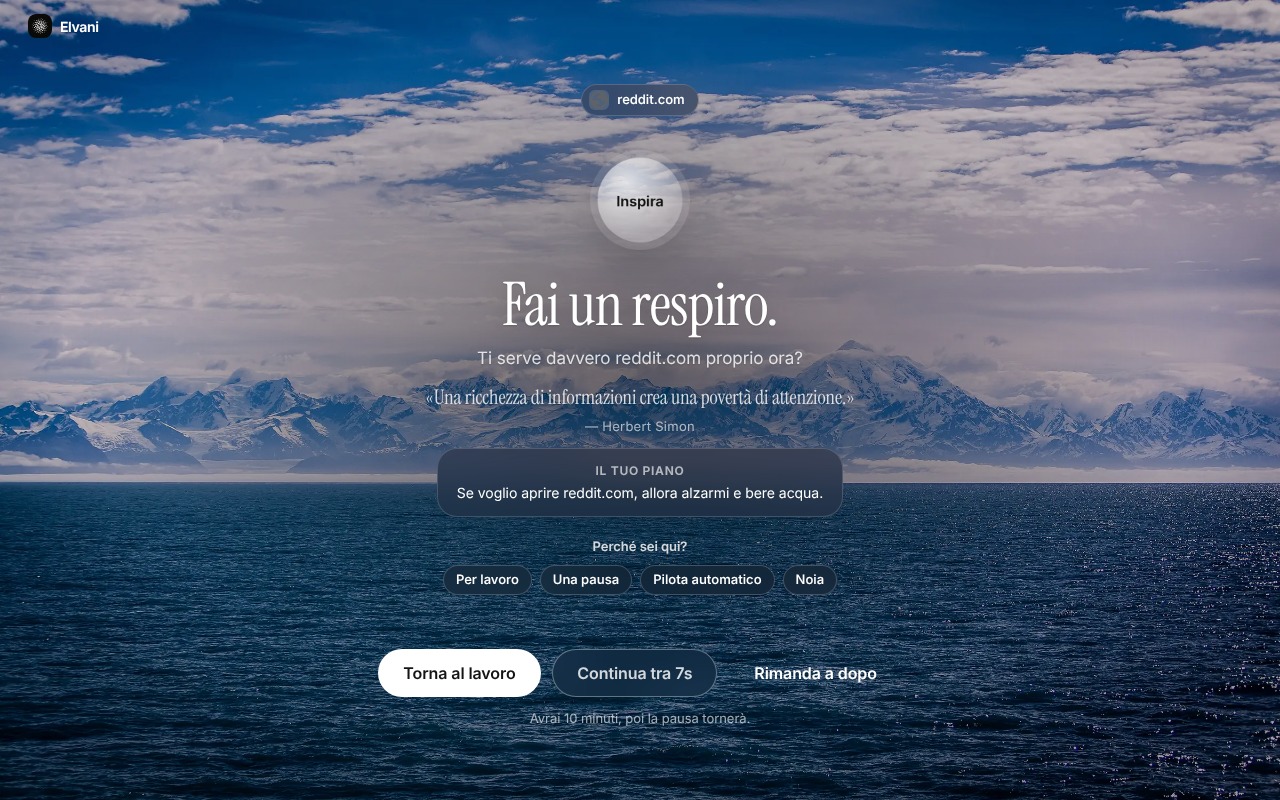 Elvani
reddit.com
Inspira
Fai un respiro.
Ti serve davvero reddit.com proprio ora?
«Una ricchezza di informazioni crea una povertà di attenzione.»
— Herbert Simon
IL TUO PIANO
Se voglio aprire reddit.com, allora alzarmi e bere acqua.
Perché sei qui?
Per lavoro
Una pausa
Pilota automatico
Noia
Torna al lavoro
Continua tra 7s
Rimanda a dopo
Avrai 10 minuti, poi la pausa tornerà.